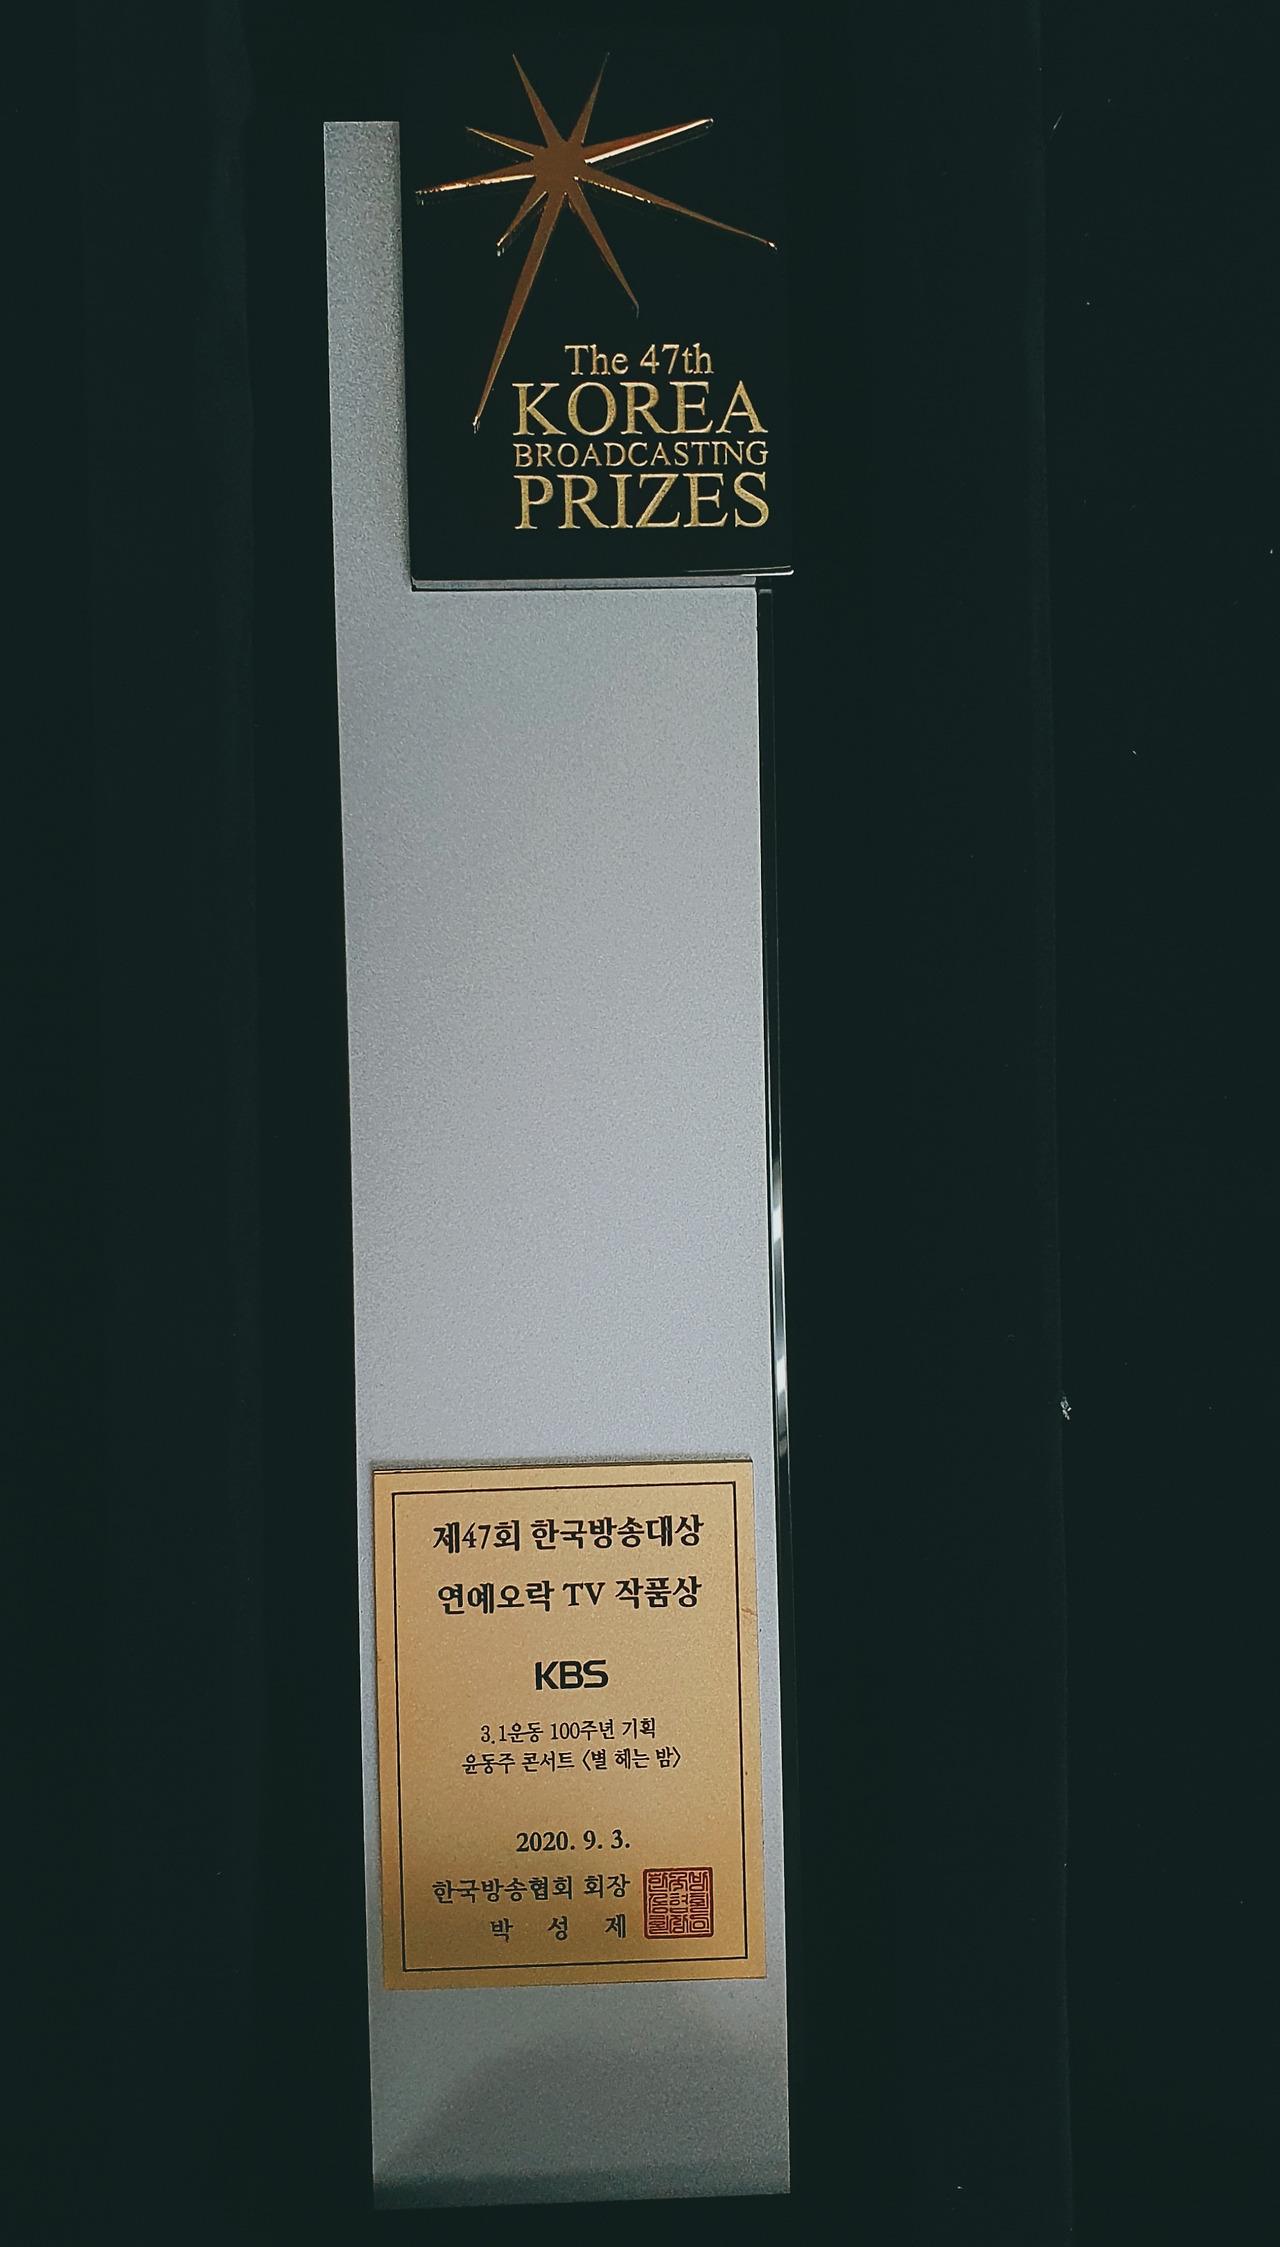 The 47th
KOREA
BROADCASTING
PRIZES
제47회 한국방송대상
연예오락 TV 작품상
KBS
3.1운동 100주년 기획
윤동주 콘서트 〈별 헤는 밤〉
2020. 9. 3.
한국방송협회 회장
박 성 제